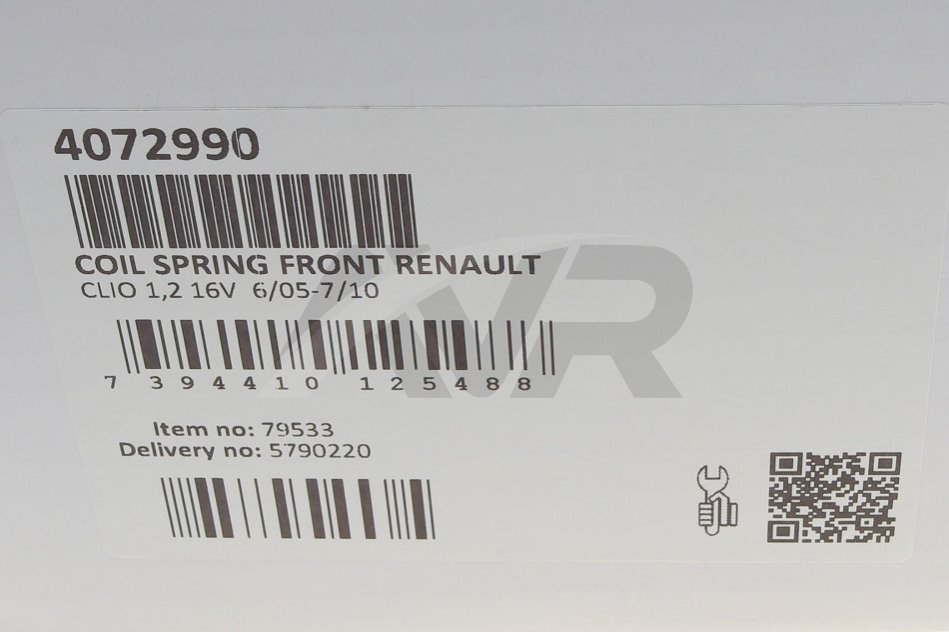 4072990
COIL SPRING FRONT RENAULT
CLIO 1,2 16V 6/05-7/10
7 394410 125488
Item no: 79533
Delivery no: 5790220
AVR